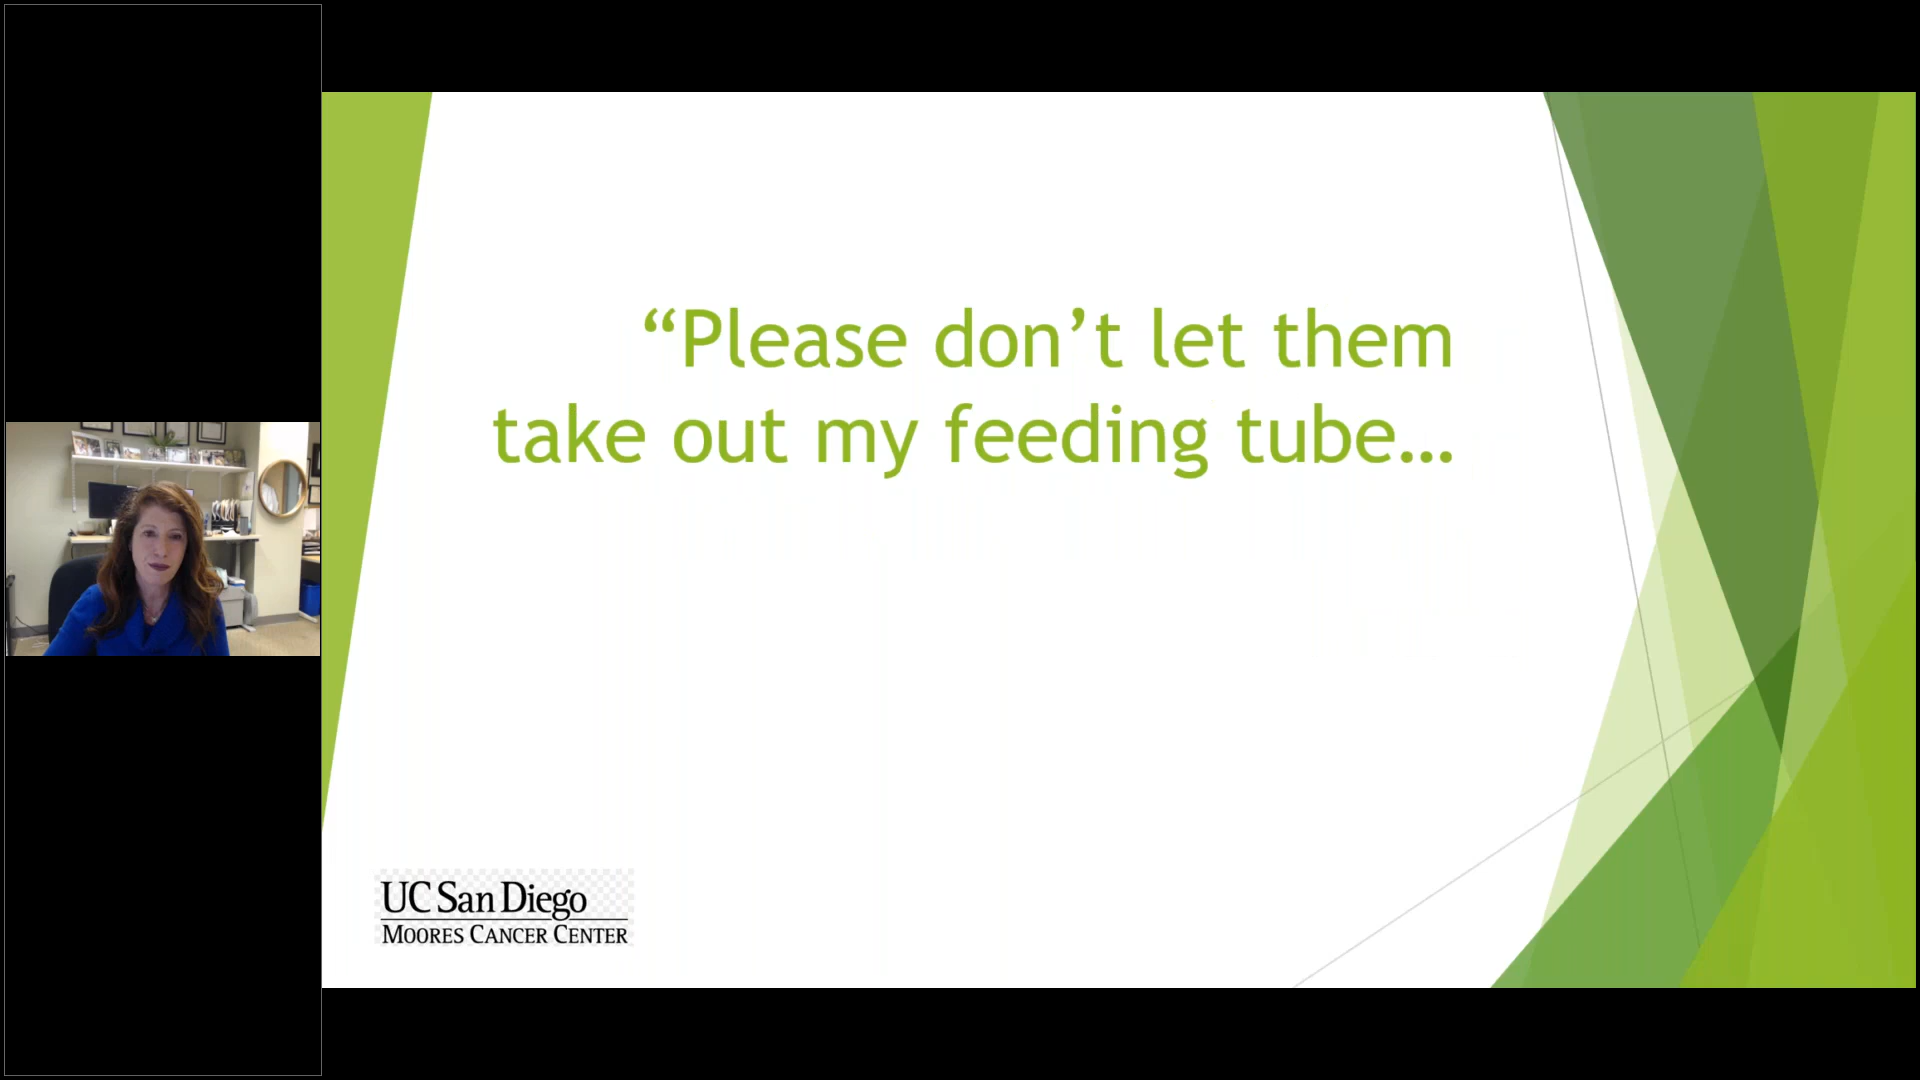 “Please don’t let them
take out my feeding tube…
UC San Diego
MOORES CANCER CENTER